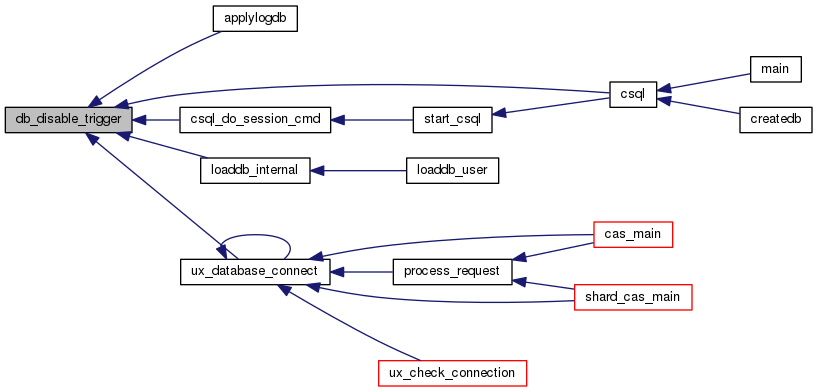 applylogdb
main
csql
db_disable_trigger
csql_do_session_cmd
start_csql
createdb
loaddb_internal
loaddb_user
cas_main
ux_database_connect
process_request
shard_cas_main
ux_check_connection